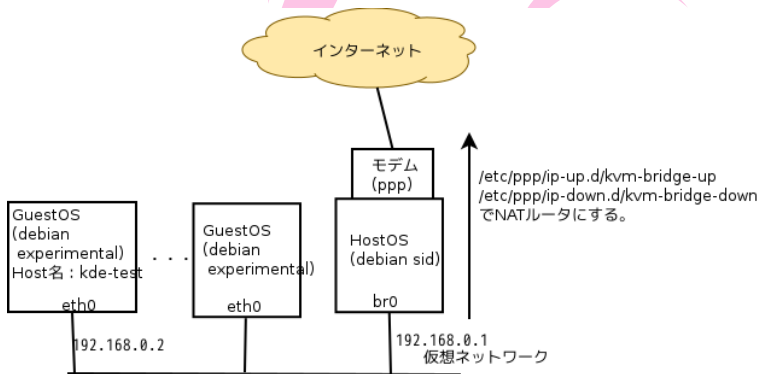 インターネット
モデム
(ppp)
/etc/ppp/ip-up.d/kvm-bridge-up
/etc/ppp/ip-down.d/kvm-bridge-down
でNATルータにする。
GuestOS
(debian
experimental)
Host名：kde-test
eth0
. . .
GuestOS
(debian
experimental)
eth0
HostOS
(debian sid)
br0
192.168.0.2
192.168.0.1
仮想ネットワーク